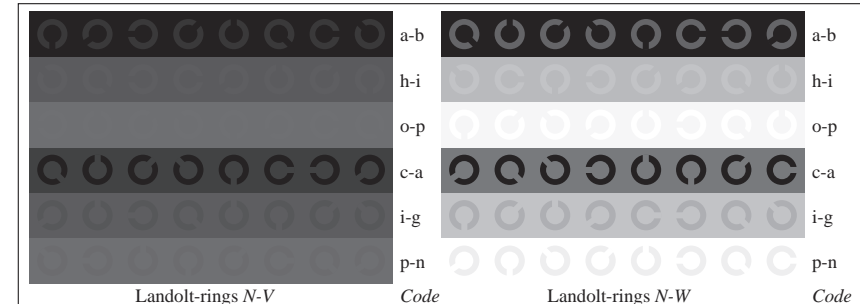 a-b a-b
h-i h-i
o-p o-p
c-a c-a
i-g i-g
p-n p-n
Landolt-rings N-V Code Landolt-rings N-W Code